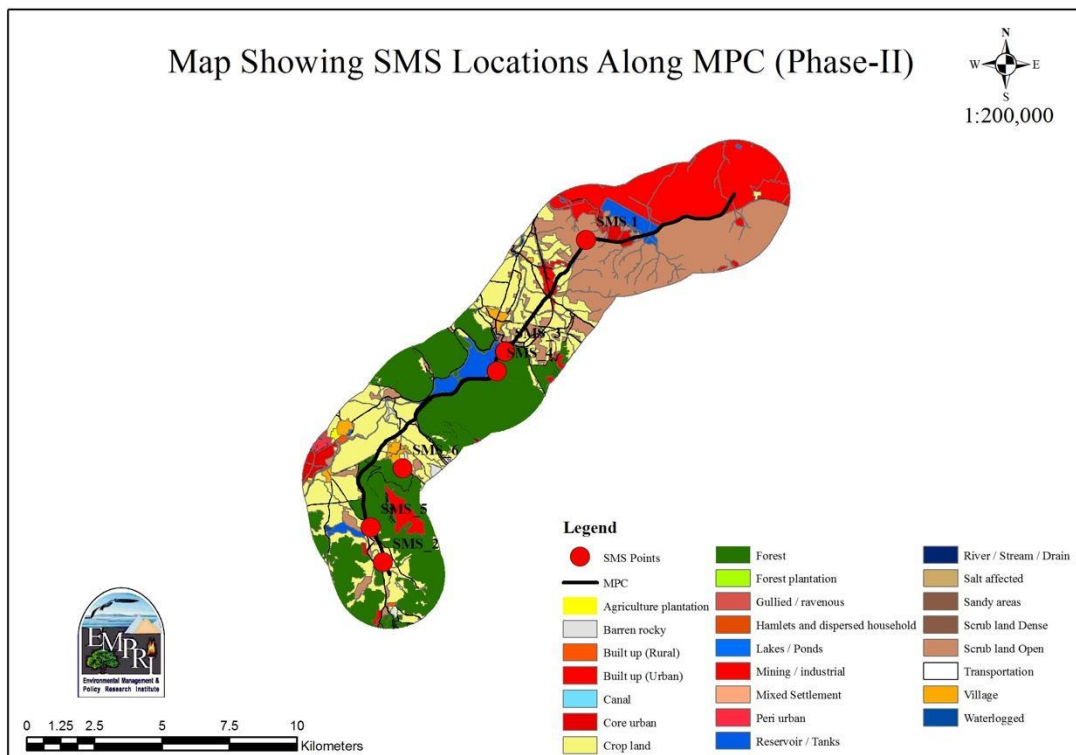 Map Showing SMS Locations Along MPC (Phase-II)
N
W E
S
1:200,000
SMS 1
SMS_3
SMS_4
SMS_6
SMS_5
SMS_2
Legend
SMS Points
MPC
Agriculture plantation
Barren rocky
Built up (Rural)
Built up (Urban)
Canal
Core urban
Crop land
Forest
Forest plantation
Gullied / ravenous
Hamlets and dispersed household
Lakes / Ponds
Mining / industrial
Mixed Settlement
Peri urban
Reservoir / Tanks
River / Stream / Drain
Salt affected
Sandy areas
Scrub land Dense
Scrub land Open
Transportation
Village
Waterlogged
EMPRI
Environmental Management &
Policy Research Institute
0 1.25 2.5 5 7.5 10
Kilometers